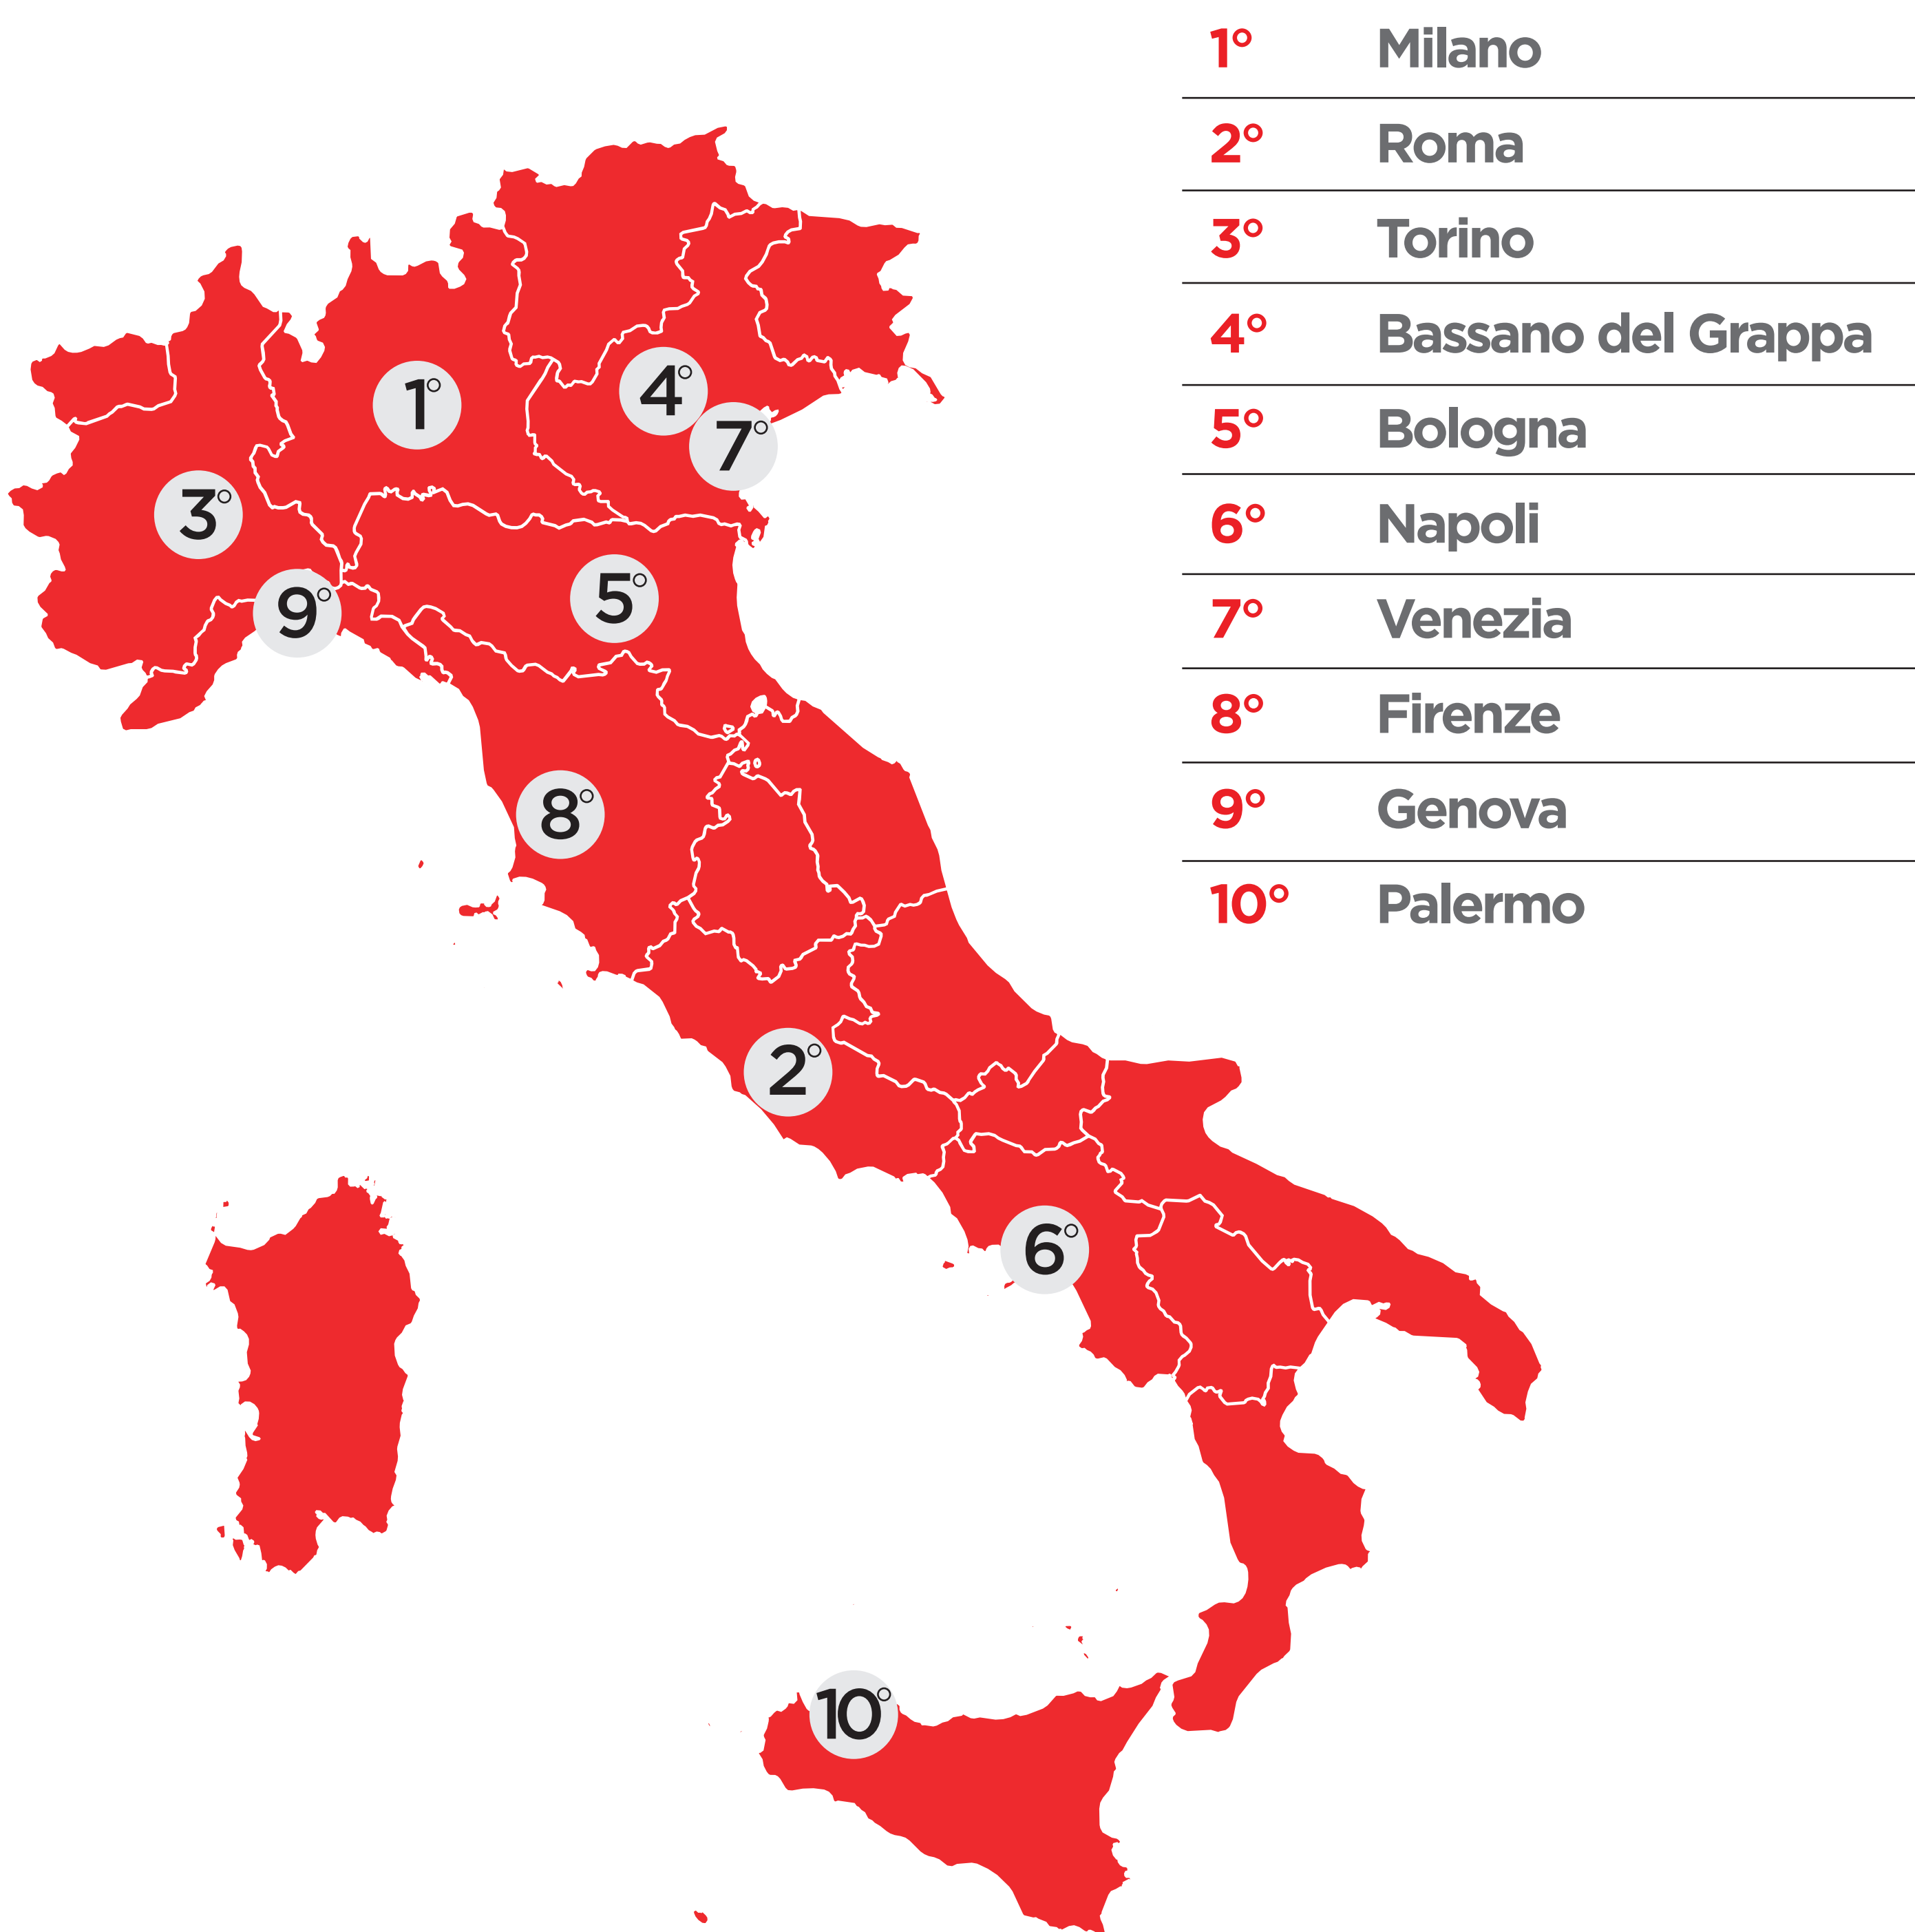 1° Milano
2° Roma
3° Torino
4° Bassano del Grappa
5° Bologna
6° Napoli
7° Venezia
8° Firenze
9° Genova
10° Palermo
1°
4°
7°
3°
5°
9°
8°
2°
6°
10°